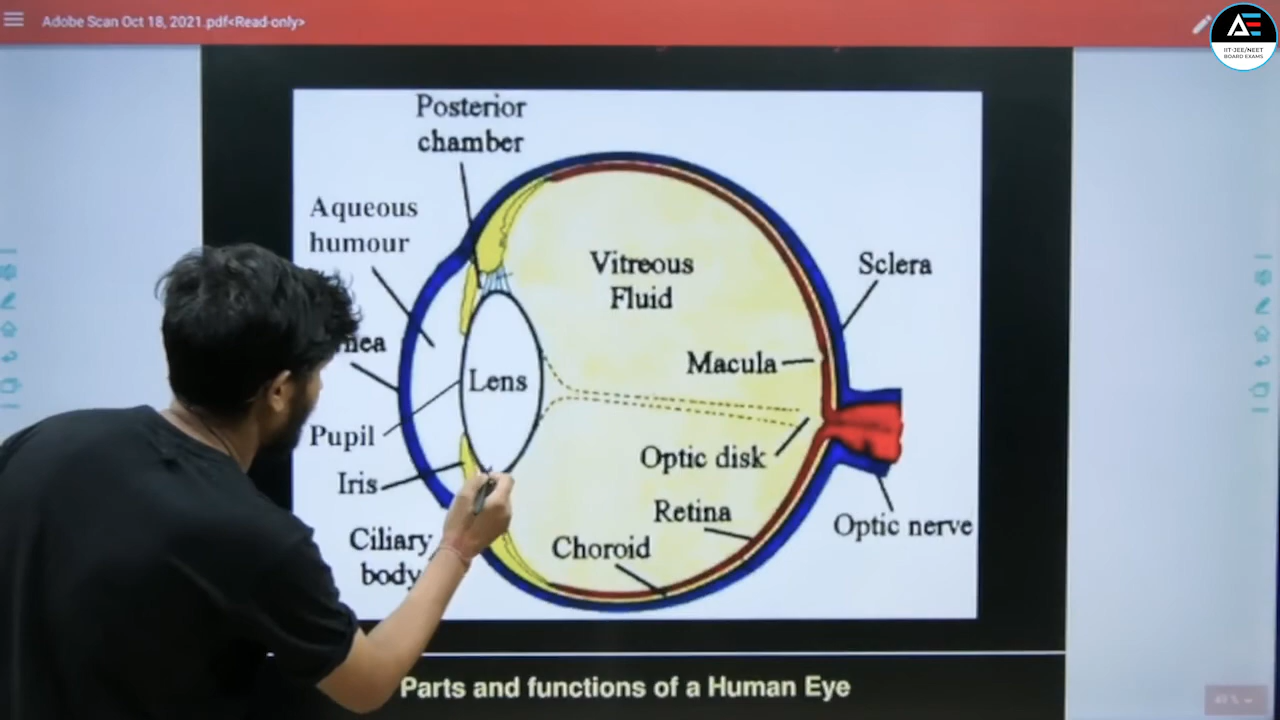 Adobe Scan Oct 18, 2021.pdf<Read-only>
IIT-JEE/NEET
BOARD EXAMS
Posterior
chamber
Aqueous
humour
Vitreous
Fluid
Sclera
Macula
Lens
Pupil
Optic disk
Iris
Retina
Optic nerve
Ciliary
body
Choroid
Parts and functions of a Human Eye